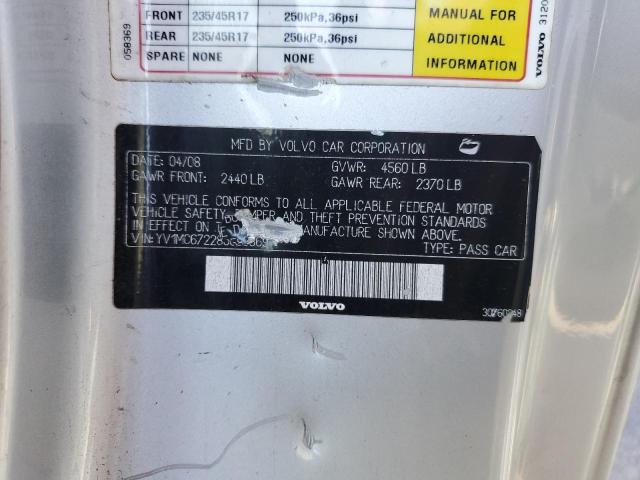 FRONT 235/45R17 250kPa,36psi
REAR 235/45R17 250kPa,36psi
SPARE NONE NONE
MANUAL FOR
ADDITIONAL
INFORMATION
058369
VOLVO
MFD BY VOLVO CAR CORPORATION
DATE: 04/08 GVWR: 4560 LB
GAWR FRONT: 2440 LB GAWR REAR: 2370 LB
THIS VEHICLE CONFORMS TO ALL APPLICABLE FEDERAL MOTOR
VEHICLE SAFETY, AND THEFT PREVENTION STANDARDS
IN EFFECT ON MANUFACTURE SHOWN ABOVE.
VIN: TYPE: PASS CAR
VOLVO